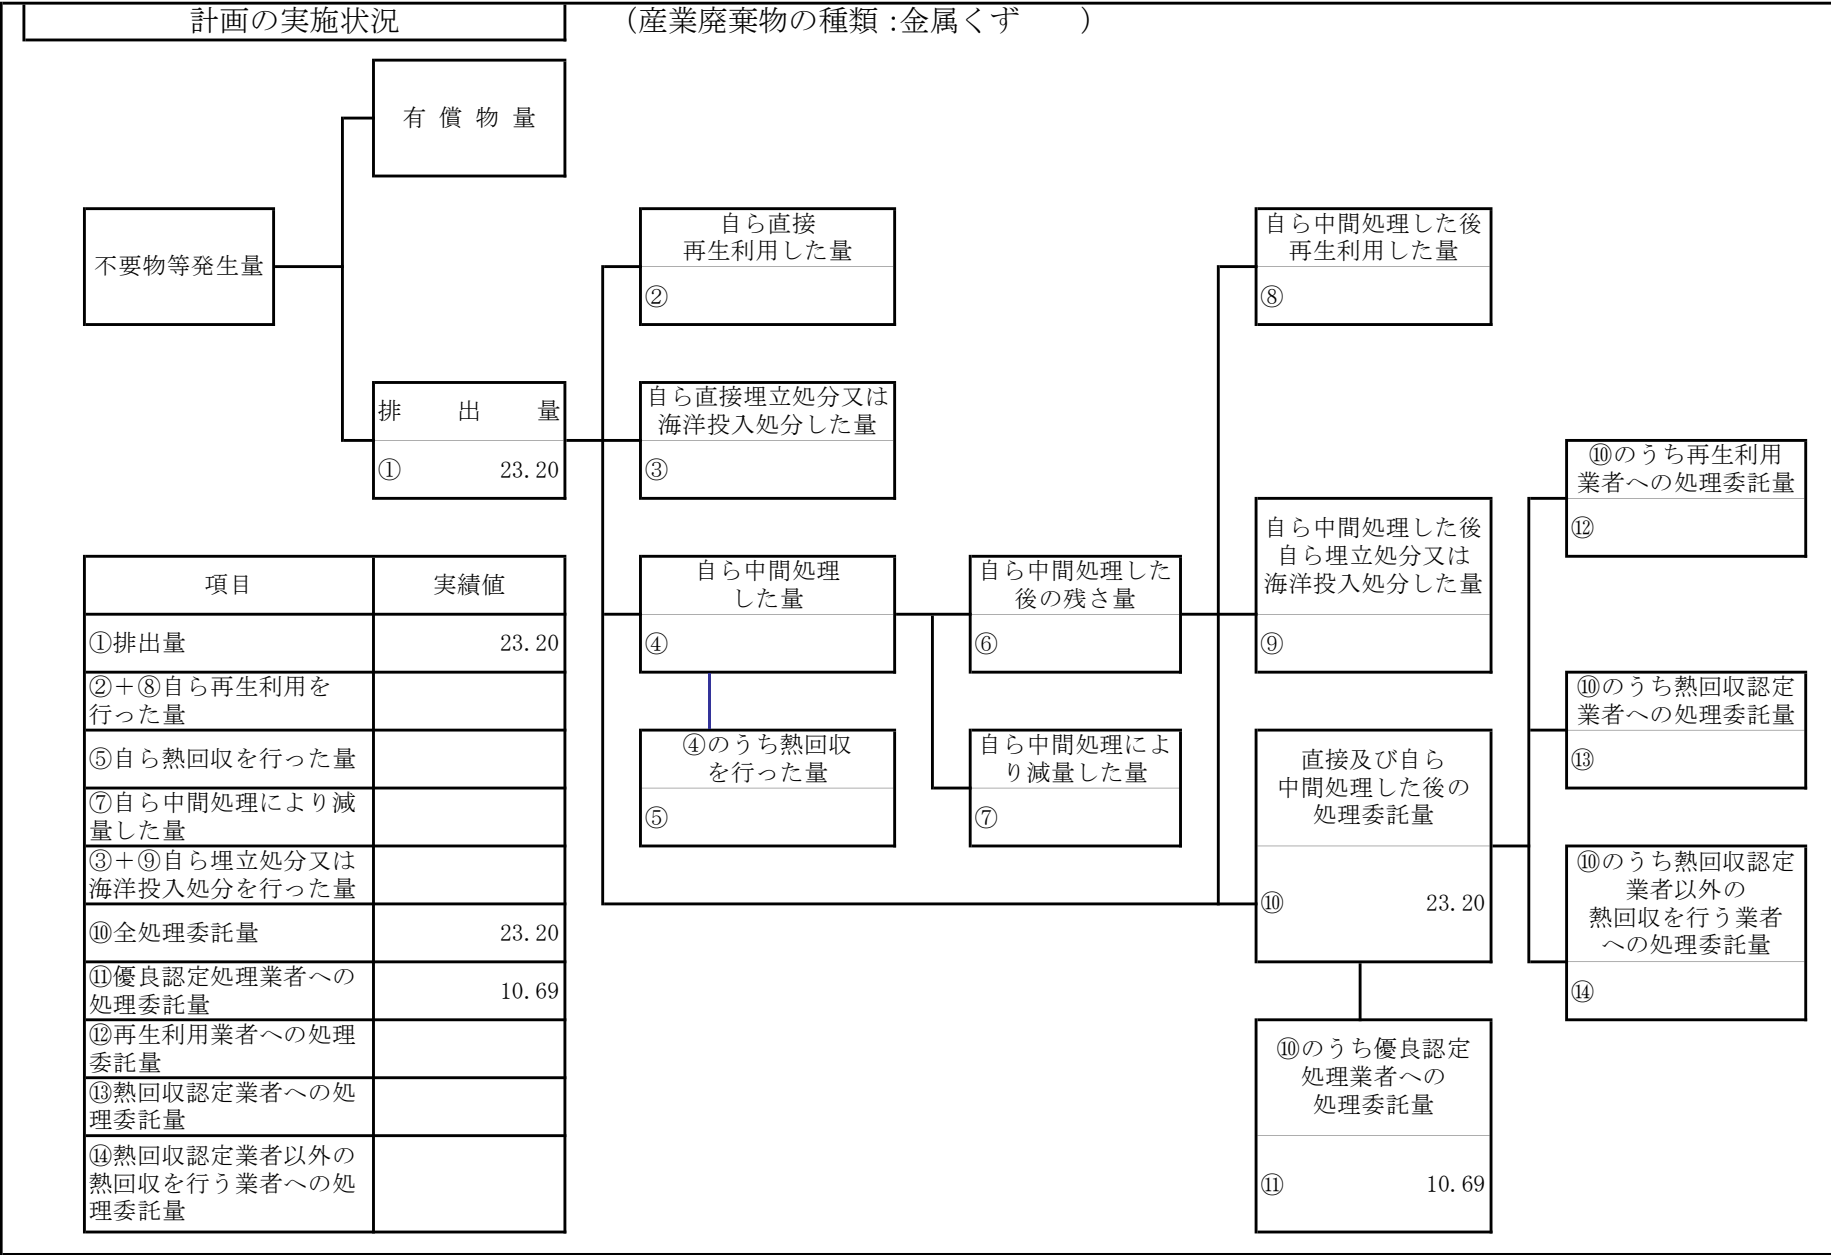 計画の実施状況
（産業廃棄物の種類：金属くず　　）
有 償 物 量
不要物等発生量
自ら直接
再生利用した量
②
自ら中間処理した後
再生利用した量
⑧
排 出 量
① 23.20
自ら直接埋立処分又は
海洋投入処分した量
③
⑩のうち再生利用
業者への処理委託量
⑫
自ら中間処理した後
自ら埋立処分又は
海洋投入処分した量
⑨
自ら中間処理
した量
④
自ら中間処理した
後の残さ量
⑥
⑩のうち熱回収認定
業者への処理委託量
⑬
④のうち熱回収
を行った量
⑤
自ら中間処理によ
り減量した量
⑦
直接及び自ら
中間処理した後の
処理委託量
⑩ 23.20
⑩のうち熱回収認定
業者以外の
熱回収を行う業者
への処理委託量
⑭
⑩のうち優良認定
処理業者への
処理委託量
⑪ 10.69
項目 実績値
①排出量 23.20
②＋⑧自ら再生利用を
行った量
⑤自ら熱回収を行った量
⑦自ら中間処理により減
量した量
③＋⑨自ら埋立処分又は
海洋投入処分を行った量
⑩全処理委託量 23.20
⑪優良認定処理業者への
処理委託量 10.69
⑫再生利用業者への処理
委託量
⑬熱回収認定業者への処
理委託量
⑭熱回収認定業者以外の
熱回収を行う業者への処
理委託量